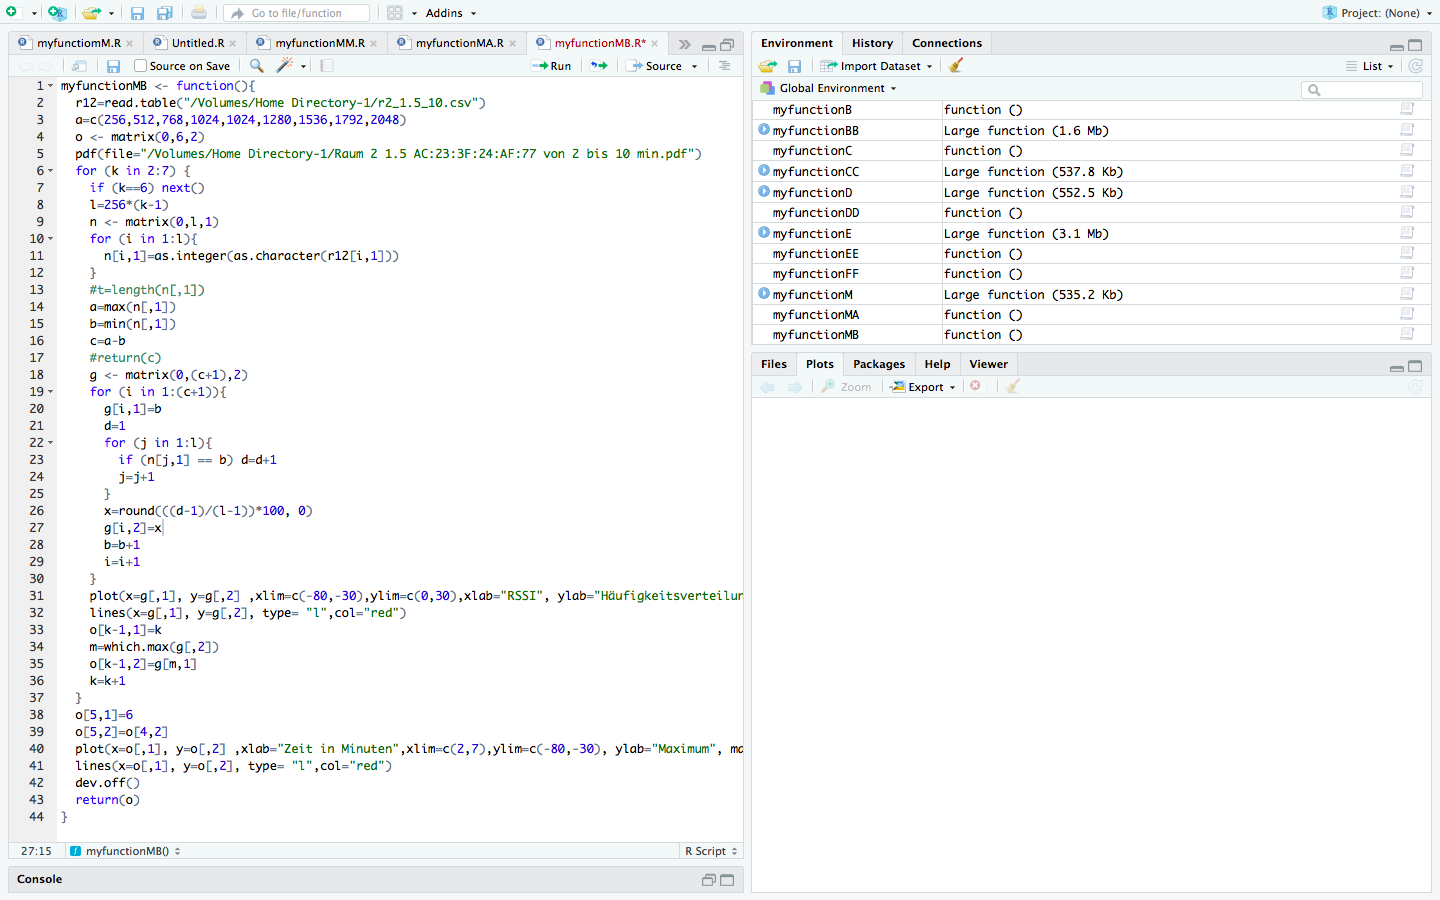 Go to file/function
Addins
Project: (None)
myfunctiomM.R
Untitled.R
myfunctionMM.R
myfunctionMA.R
myfunctionMB.R*
Source on Save
Run
Source
1 myfunctionMB <- function(){
2 r12=read.table("/Volumes/Home Directory-1/r2_1.5_10.csv")
3 a=c(256,512,768,1024,1024,1280,1536,1792,2048)
4 o <- matrix(0,6,2)
5 pdf(file="/Volumes/Home Directory-1/Raum 2 1.5 AC:23:3F:24:AF:77 von 2 bis 10 min.pdf")
6 for (k in 2:7) {
7 if (k==6) next()
8 l=256*(k-1)
9 n <- matrix(0,l,1)
10 for (i in 1:l){
11 n[i,1]=as.integer(as.character(r12[i,1]))
12 }
13 #t=length(n[,1])
14 a=max(n[,1])
15 b=min(n[,1])
16 c=a-b
17 #return(c)
18 g <- matrix(0,(c+1),2)
19 for (i in 1:(c+1)){
20 g[i,1]=b
21 d=1
22 for (j in 1:l){
23 if (n[j,1] == b) d=d+1
24 j=j+1
25 }
26 x=round(((d-1)/(l-1))*100, 0)
27 g[i,2]=x
28 b=b+1
29 i=i+1
30 }
31 plot(x=g[,1], y=g[,2] ,xlim=c(-80,-30),ylim=c(0,30),xlab="RSSI", ylab="Häufigkeitsverteilun
32 lines(x=g[,1], y=g[,2], type= "l",col="red")
33 o[k-1,1]=k
34 m=which.max(g[,2])
35 o[k-1,2]=g[m,1]
36 k=k+1
37 }
38 o[5,1]=6
39 o[5,2]=o[4,2]
40 plot(x=o[,1], y=o[,2] ,xlab="Zeit in Minuten",xlim=c(2,7),ylim=c(-80,-30), ylab="Maximum", ma
41 lines(x=o[,1], y=o[,2], type= "l",col="red")
42 dev.off()
43 return(o)
44 }
27:15
myfunctionMB()
R Script
Console
Environment
History
Connections
Import Dataset
List
Global Environment
myfunctionB function ()
myfunctionBB Large function (1.6 Mb)
myfunctionC function ()
myfunctionCC Large function (537.8 Kb)
myfunctionD Large function (552.5 Kb)
myfunctionDD function ()
myfunctionE Large function (3.1 Mb)
myfunctionEE function ()
myfunctionFF function ()
myfunctionM Large function (535.2 Kb)
myfunctionMA function ()
myfunctionMB function ()
Files
Plots
Packages
Help
Viewer
Zoom
Export